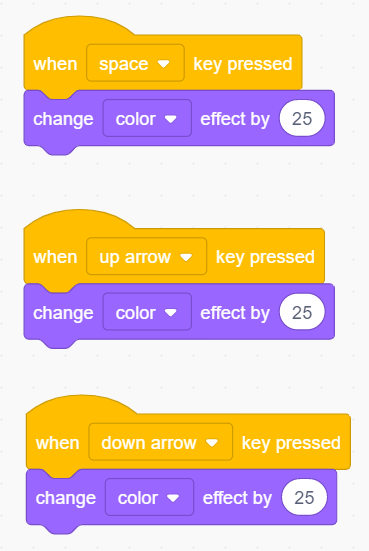 when space key pressed
change color effect by 25
when up arrow key pressed
change color effect by 25
when down arrow key pressed
change color effect by 25